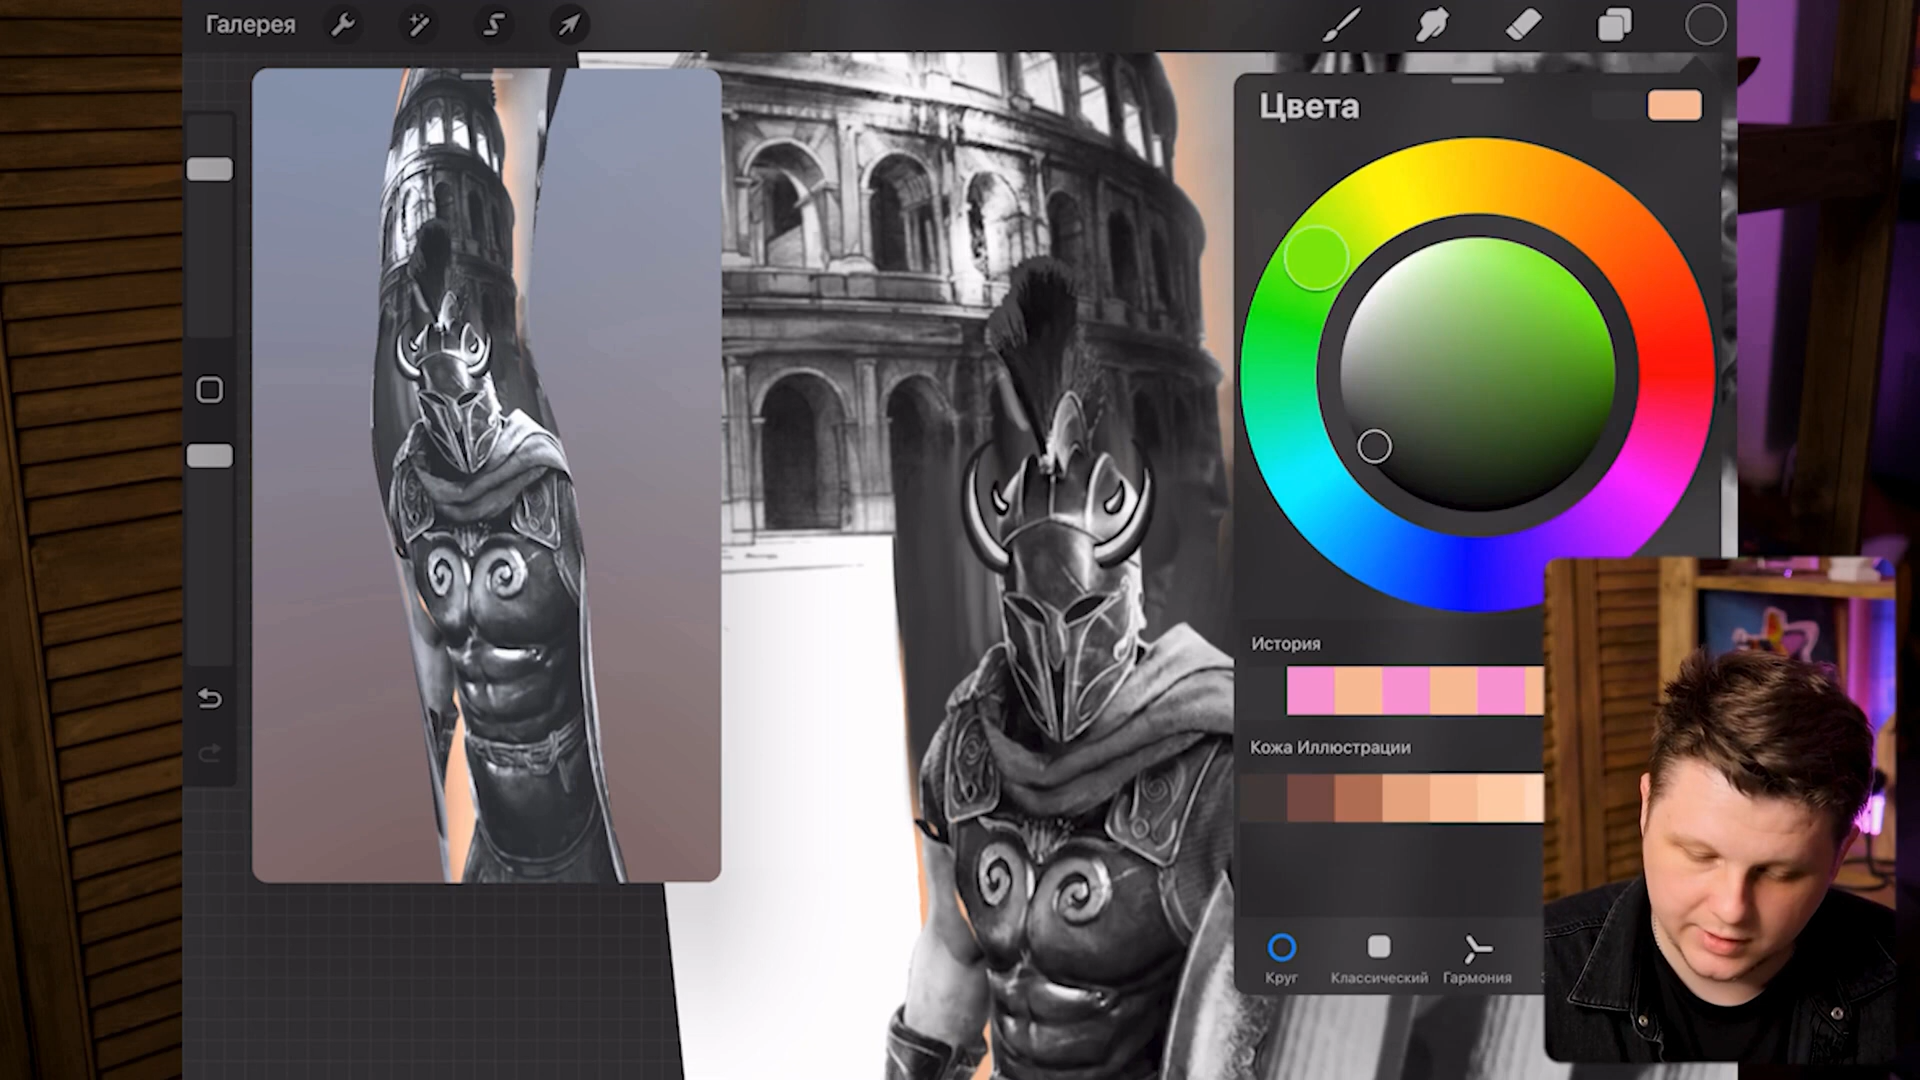 Галерея
Цвета
История
Кожа Иллюстрации
Круг
Классический
Гармония